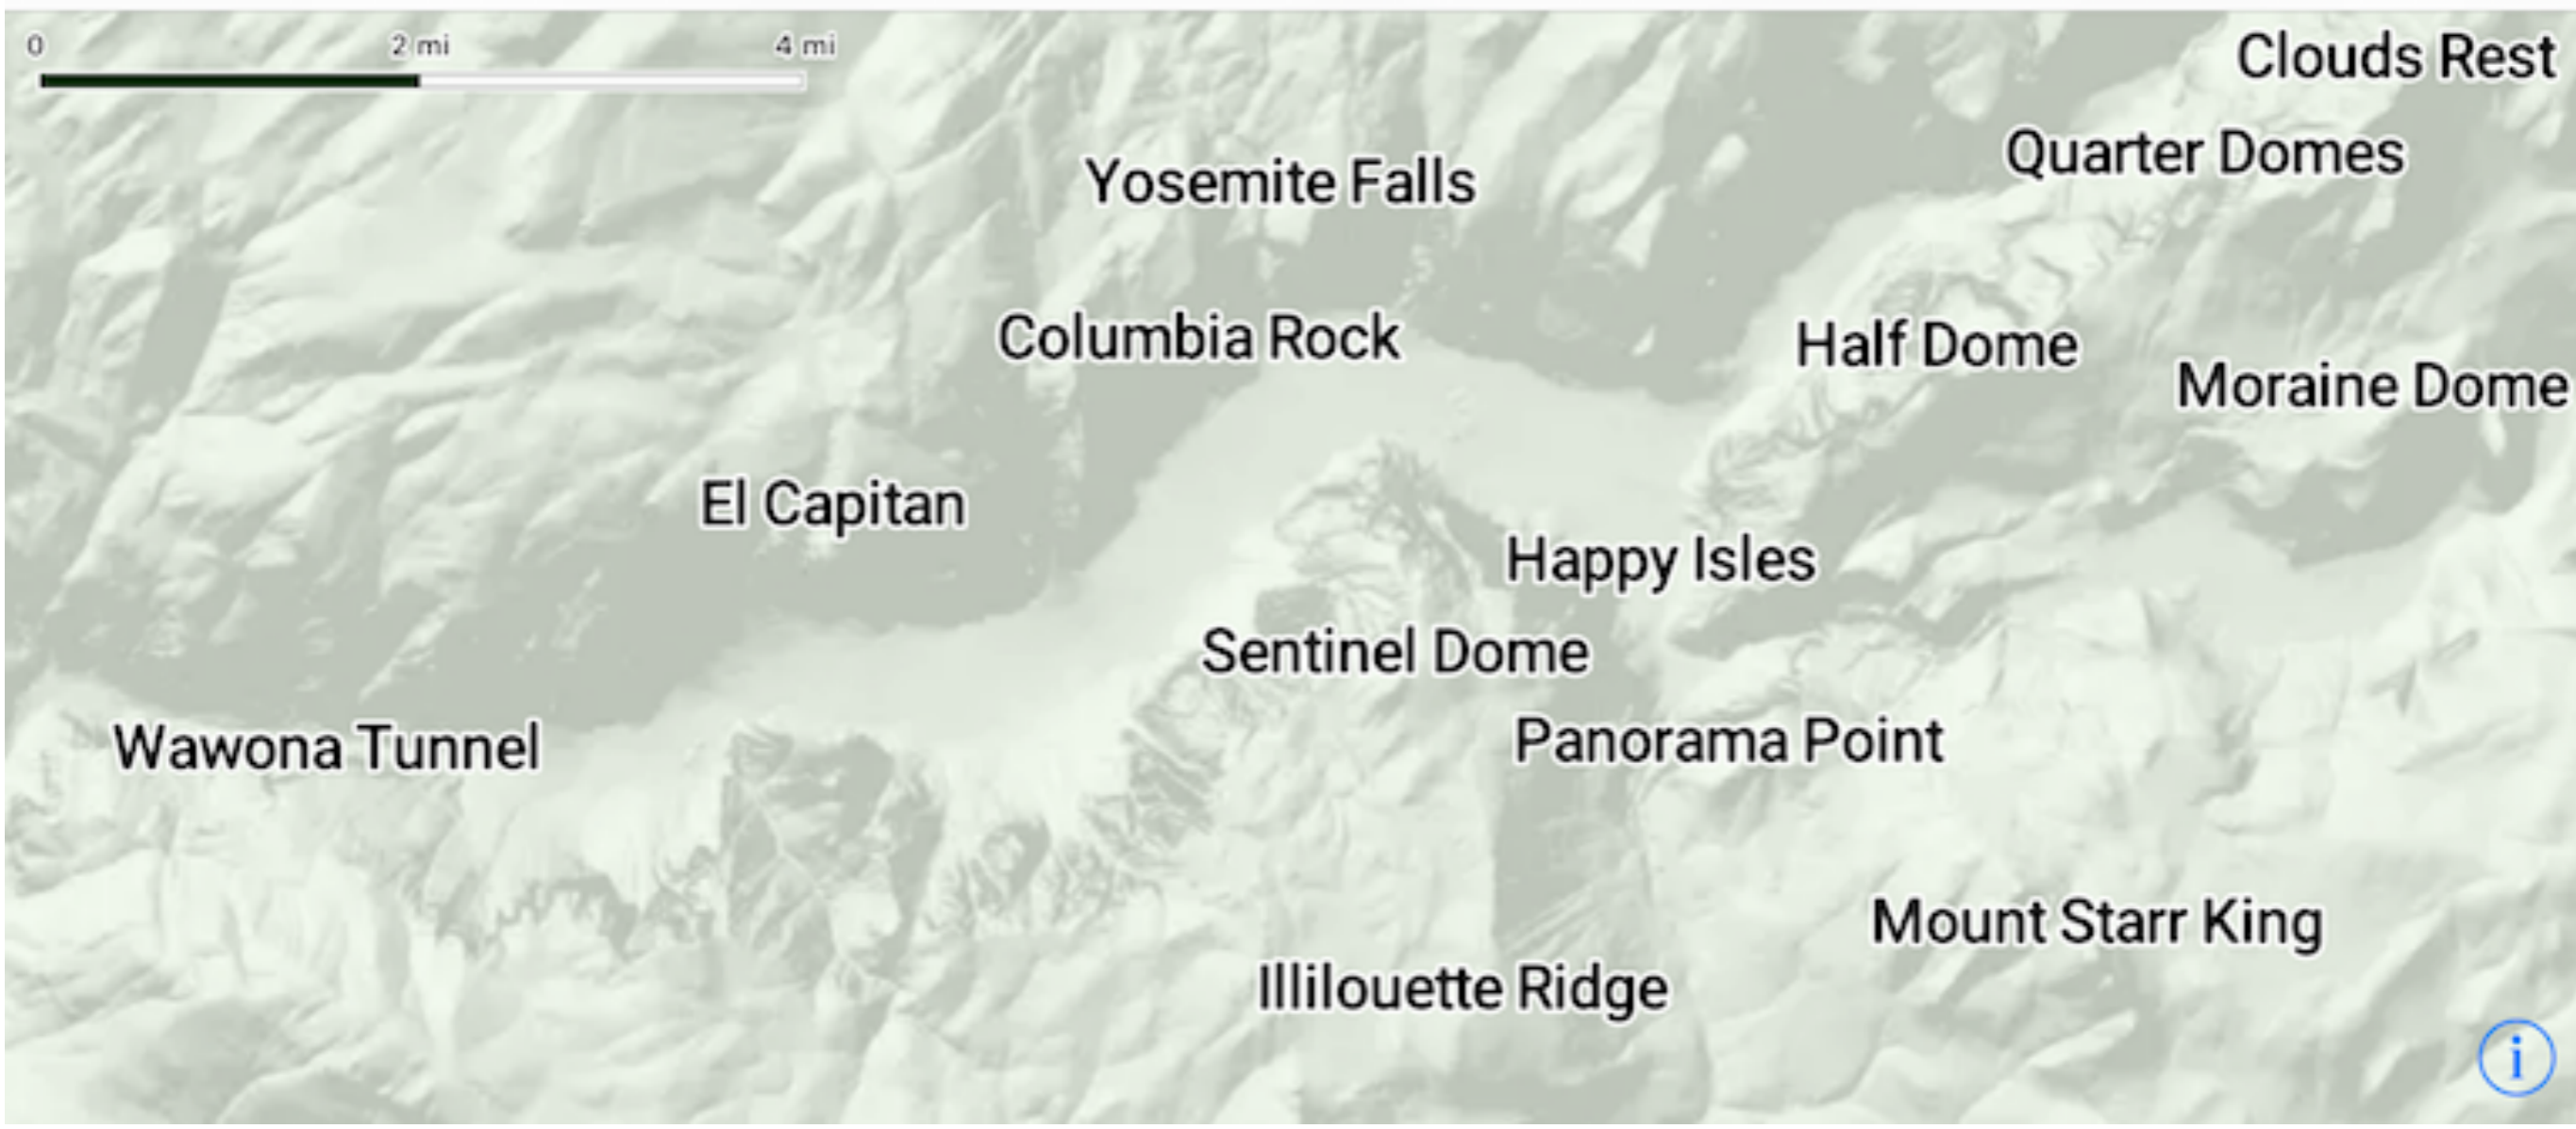 0 2 mi 4 mi
Clouds Rest
Quarter Domes
Yosemite Falls
Columbia Rock
Half Dome
Moraine Dome
El Capitan
Happy Isles
Sentinel Dome
Panorama Point
Wawona Tunnel
Mount Starr King
Illilouette Ridge
i